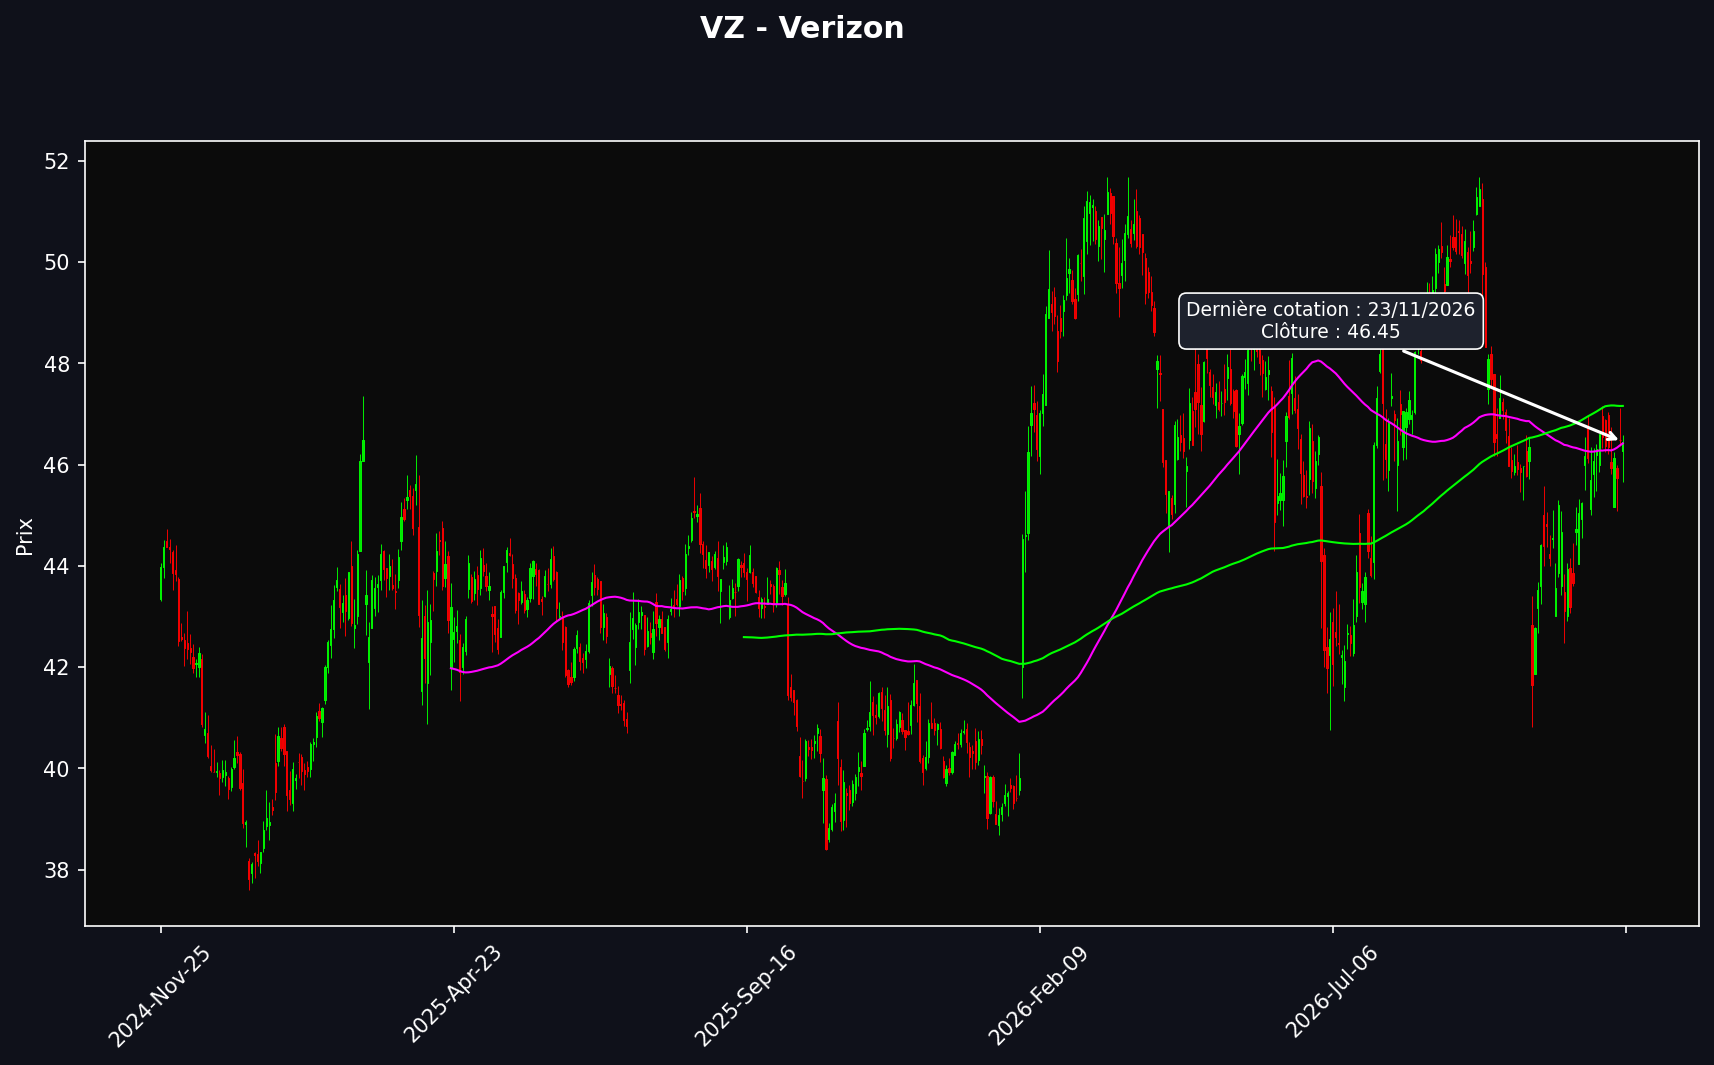 VZ - Verizon
52
50
48
46
44
42
40
38
Prix
Dernière cotation : 23/11/2026
Clôture : 46.45
2024-Nov-25
2025-Apr-23
2025-Sep-16
2026-Feb-09
2026-Jul-06